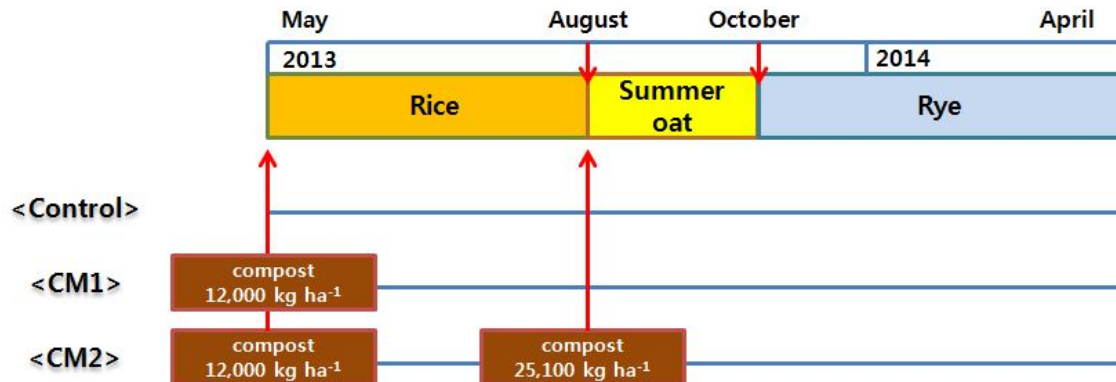 May August October April
2013 2014
Rice Summer oat Rye
<Control>
<CM1> compost
12,000 kg ha⁻¹
<CM2> compost compost
12,000 kg ha⁻¹ 25,100 kg ha⁻¹